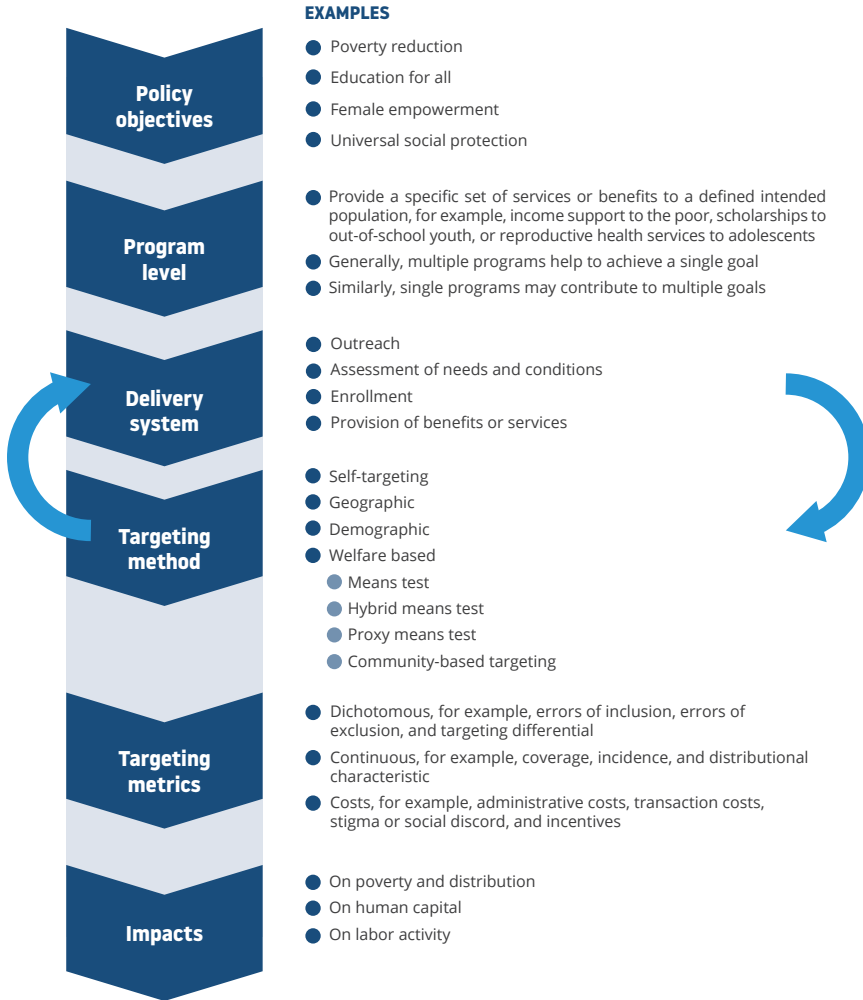 EXAMPLES
Policy
objectives
Poverty reduction
Education for all
Female empowerment
Universal social protection
Program
level
Provide a specific set of services or benefits to a defined intended
population, for example, income support to the poor, scholarships to
out-of-school youth, or reproductive health services to adolescents
Generally, multiple programs help to achieve a single goal
Similarly, single programs may contribute to multiple goals
Delivery
system
Outreach
Assessment of needs and conditions
Enrollment
Provision of benefits or services
Targeting
method
Self-targeting
Geographic
Demographic
Welfare based
Means test
Hybrid means test
Proxy means test
Community-based targeting
Targeting
metrics
Dichotomous, for example, errors of inclusion, errors of
exclusion, and targeting differential
Continuous, for example, coverage, incidence, and distributional
characteristic
Costs, for example, administrative costs, transaction costs,
stigma or social discord, and incentives
Impacts
On poverty and distribution
On human capital
On labor activity